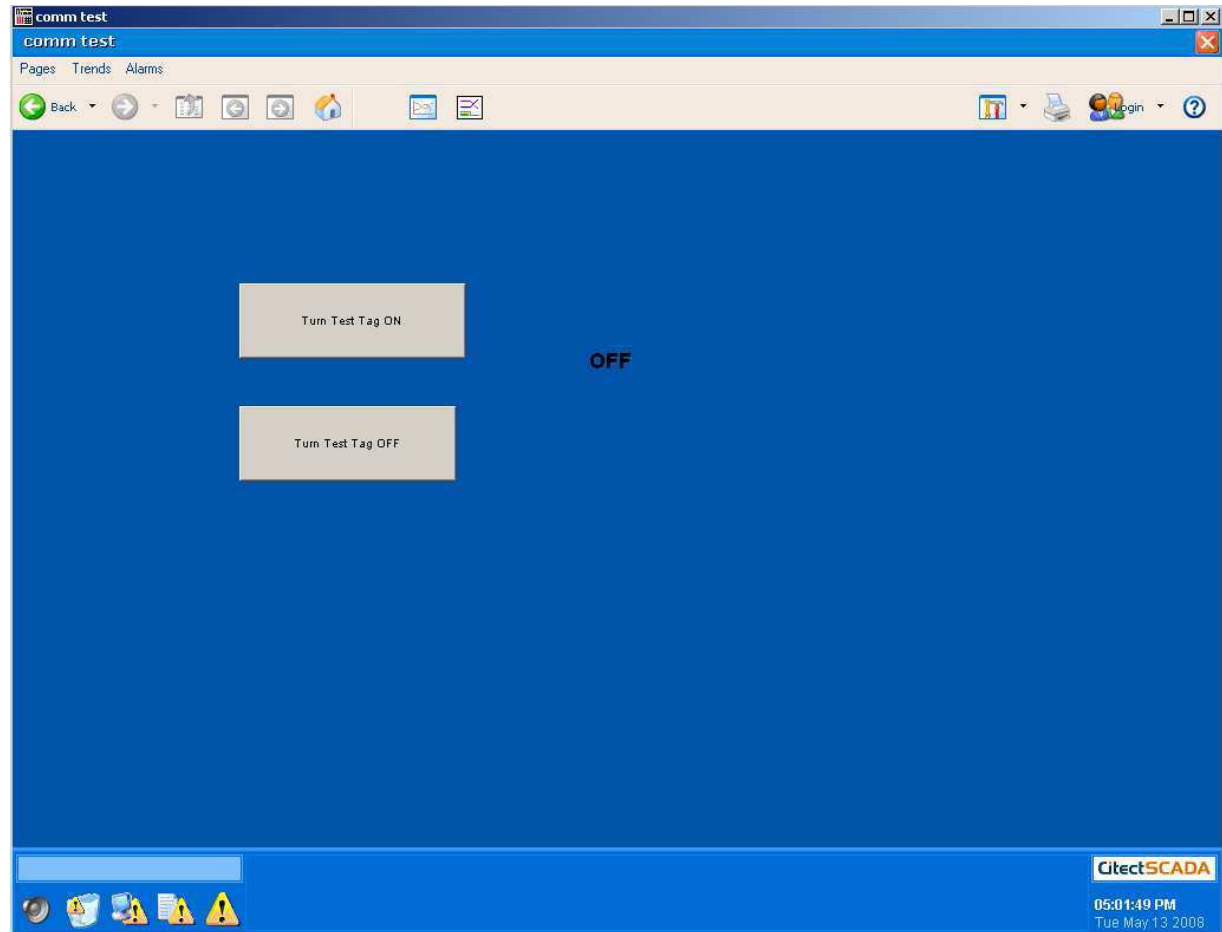 comm test
comm test
Pages Trends Alarms
Back
Login
Turn Test Tag ON
OFF
Turn Test Tag OFF
CitectSCADA
05:01:49 PM
Tue May 13 2008